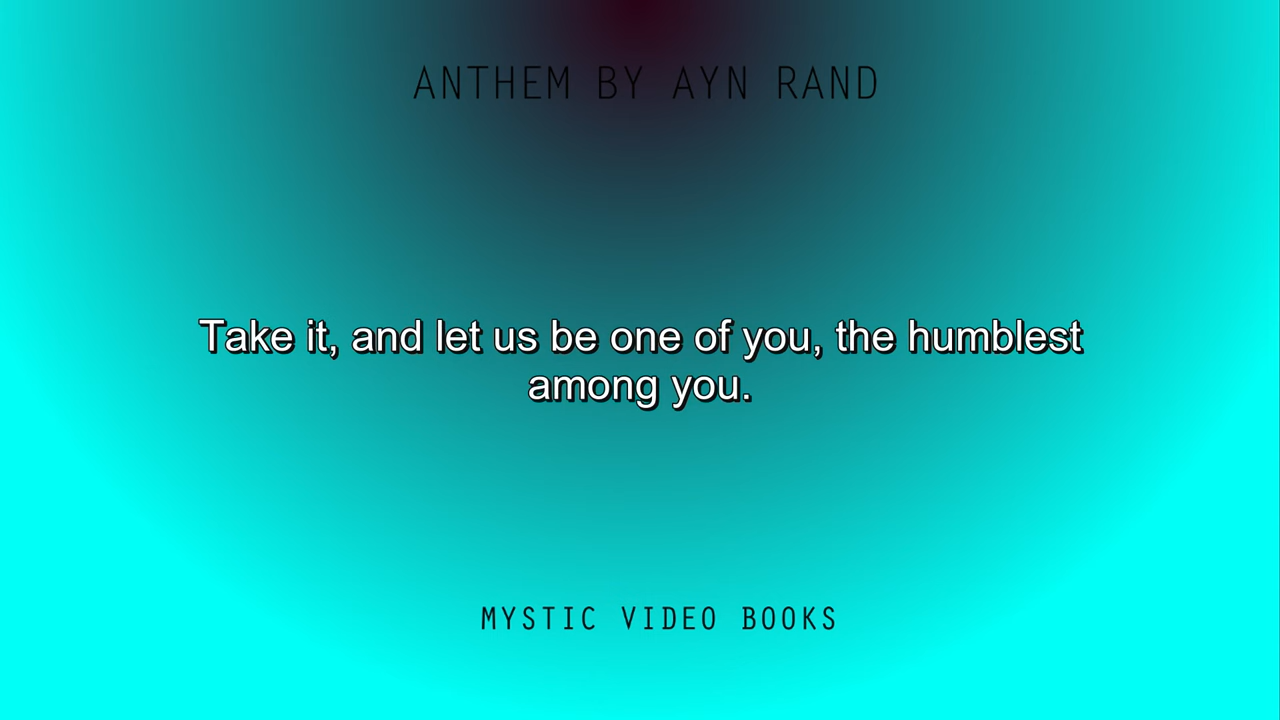 ANTHEM BY AYN RAND
Take it, and let us be one of you, the humblest
among you.
MYSTIC VIDEO BOOKS